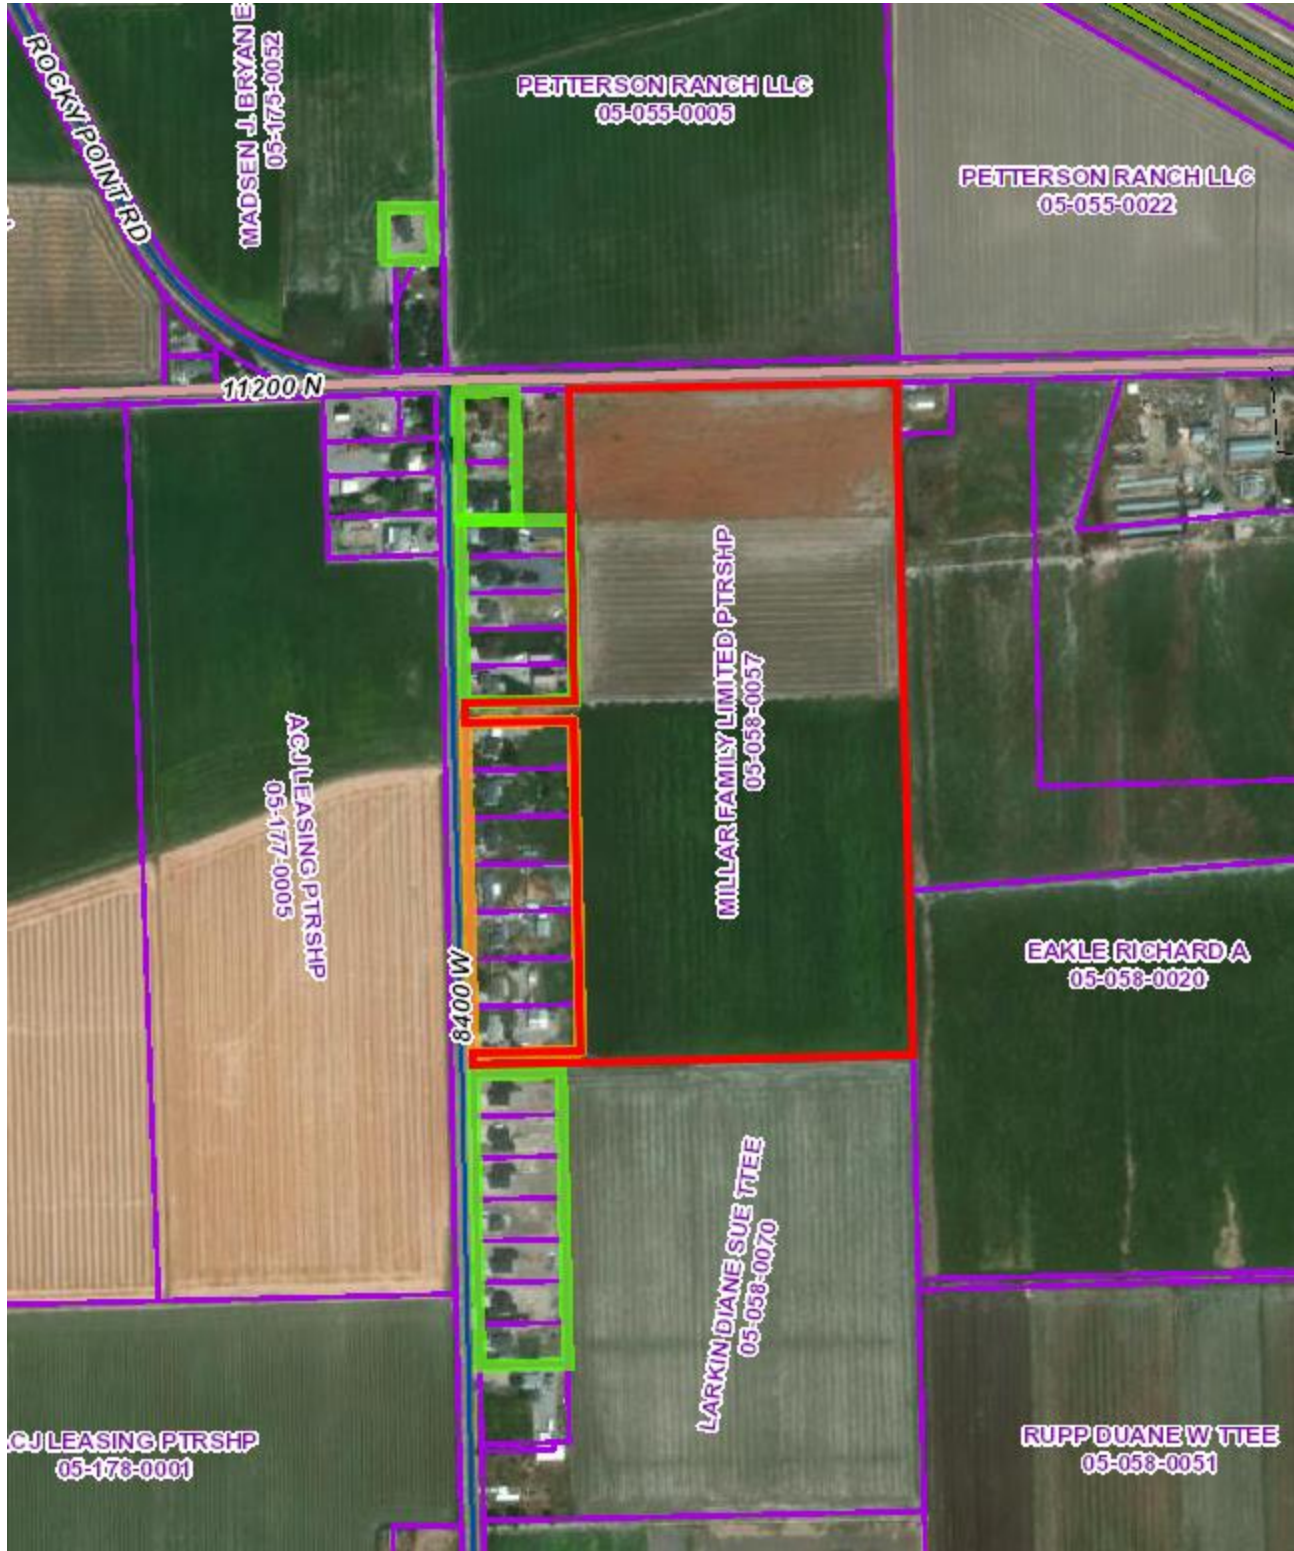 ROCKY POINT RD
MADSEN J. BRYAN E
05-175-0052
PETTERSON RANCH LLC
05-055-0005
PETTERSON RANCH LLC
05-055-0022
11200 N
MILLAR FAMILY LIMITED PTRSHP
05-058-0057
ACJ LEASING PTRSHP
05-177-0005
8400 W
EAKLE RICHARD A
05-058-0020
LARKIN DIANE SUE TTEE
05-058-0070
CJ LEASING PTRSHP
05-178-0001
RUPP DUANE W TTEE
05-058-0051